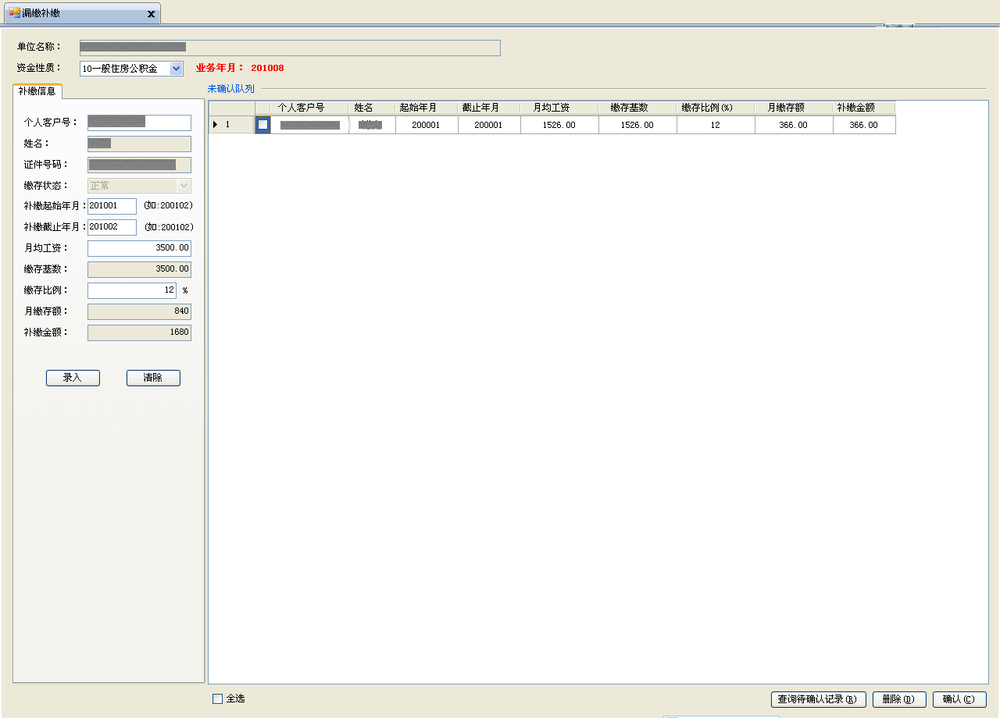 漏缴补缴 X
单位名称：
资金性质： 10一般住房公积金 业务年月： 201008
补缴信息
个人客户号：
姓名：
证件号码：
缴存状态： 正常
补缴起始年月： 201001 (如:200102)
补缴截止年月： 201002 (如:200102)
月均工资： 3500.00
缴存基数： 3500.00
缴存比例： 12 %
月缴存额： 840
补缴金额： 1680
录入 清除
未确认队列
个人客户号 姓名 起始年月 截止年月 月均工资 缴存基数 缴存比例(%) 月缴存额 补缴金额
1 200001 200001 1526.00 1526.00 12 366.00 366.00
全选 查询待确认记录(R) 删除(D) 确认(C)